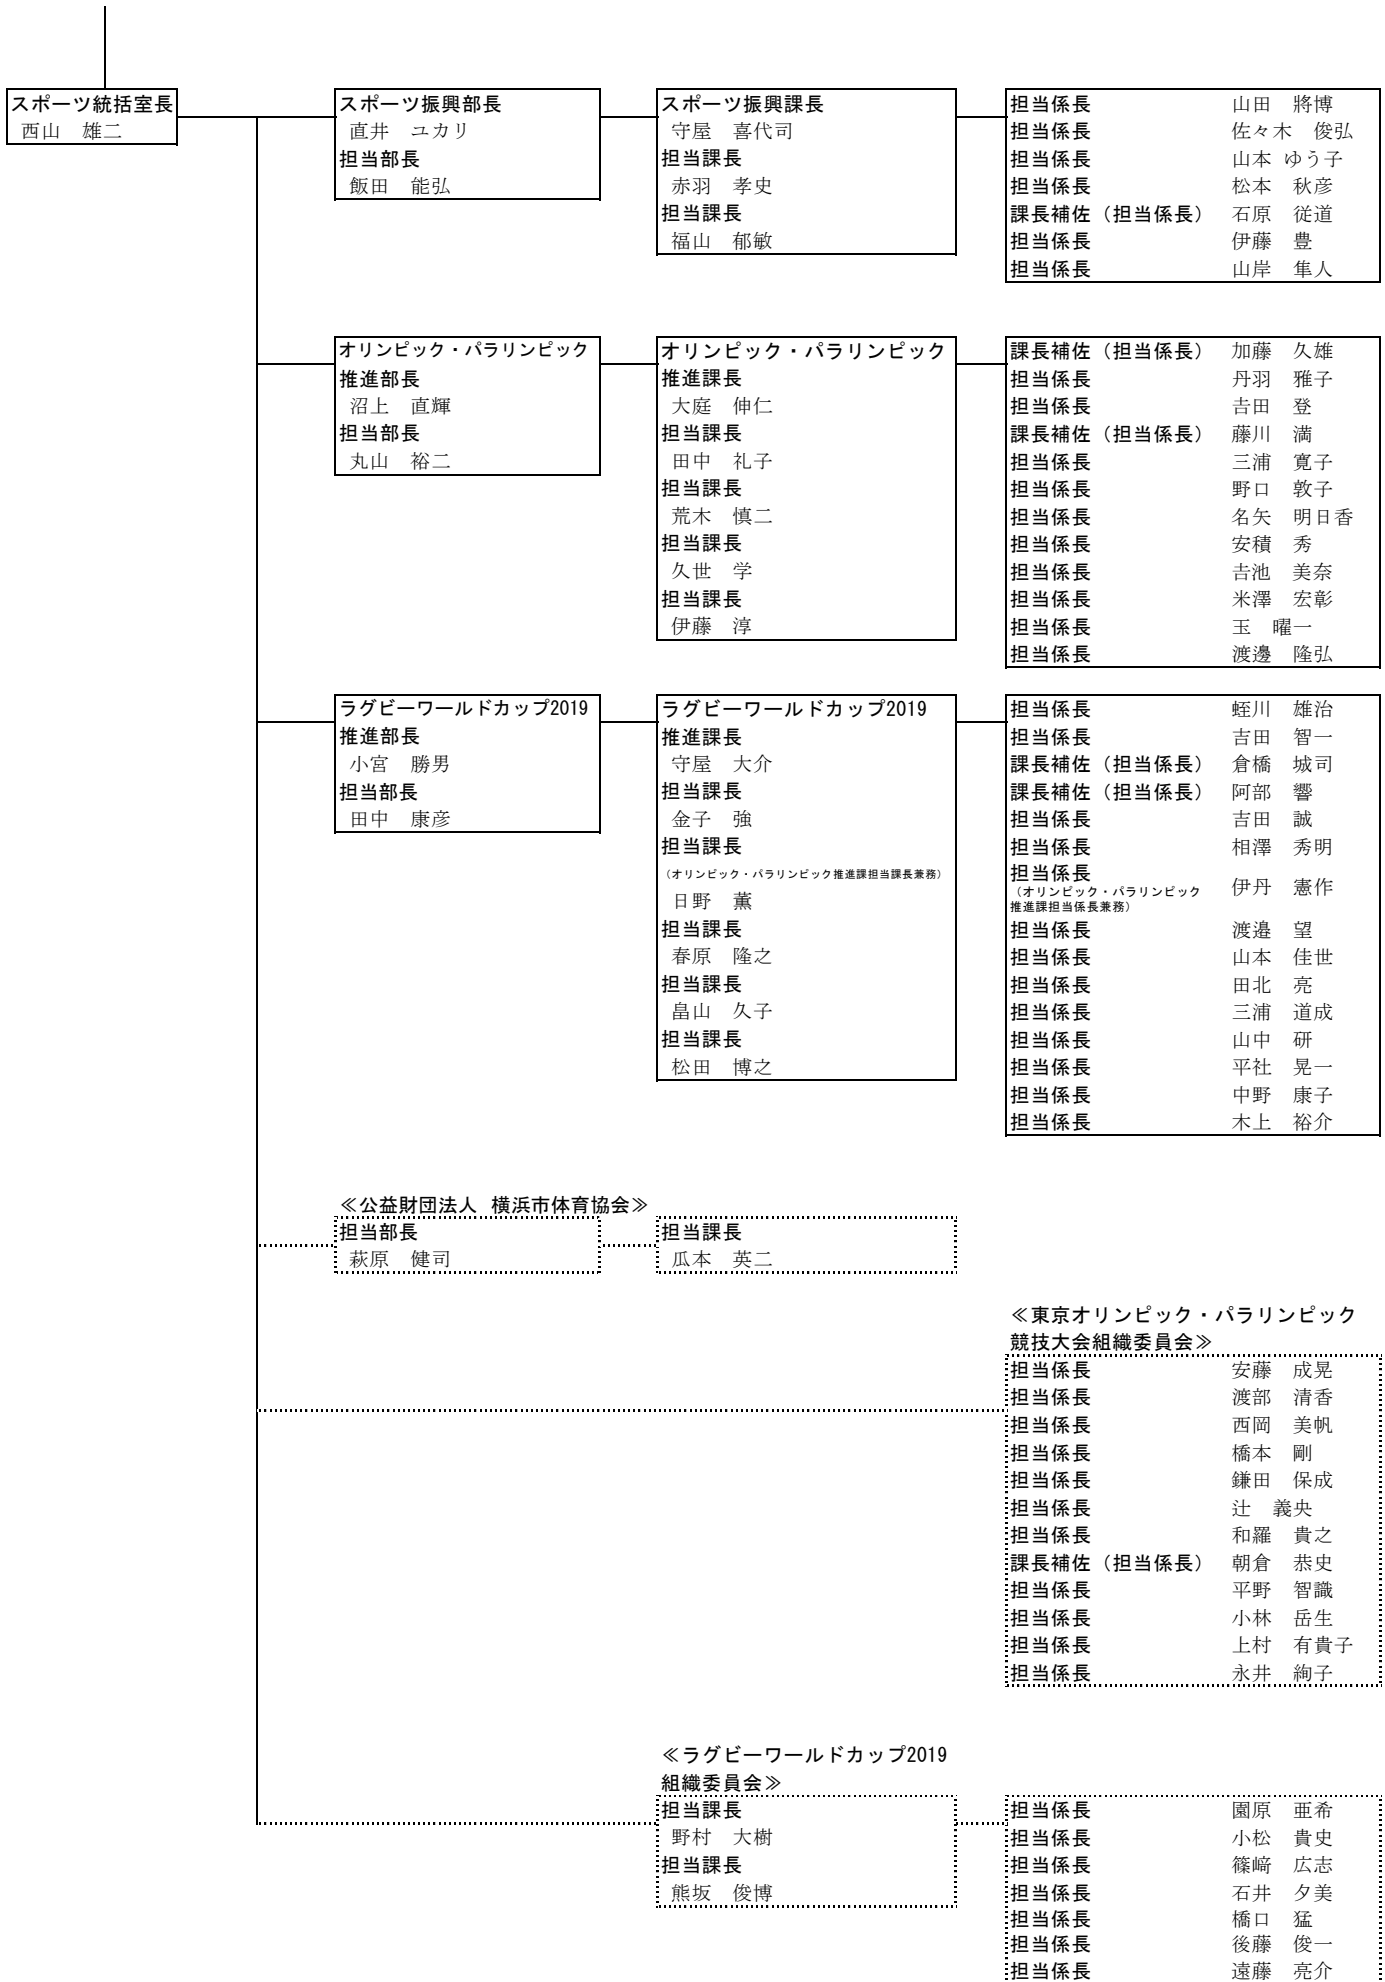 スポーツ統括室長
西山　雄二
スポーツ振興部長
直井　ユカリ
担当部長
飯田　能弘
スポーツ振興課長
守屋　喜代司
担当課長
赤羽　孝史
担当課長
福山　郁敏
担当係長　山田　將博
担当係長　佐々木　俊弘
担当係長　山本 ゆう子
担当係長　松本　秋彦
課長補佐（担当係長）　石原　従道
担当係長　伊藤　豊
担当係長　山岸　隼人
オリンピック・パラリンピック
推進部長
沼上　直輝
担当部長
丸山　裕二
オリンピック・パラリンピック
推進課長
大庭　伸仁
担当課長
田中　礼子
担当課長
荒木　慎二
担当課長
久世　学
担当課長
伊藤　淳
課長補佐（担当係長）　加藤　久雄
担当係長　丹羽　雅子
担当係長　𠮷田　登
課長補佐（担当係長）　藤川　満
担当係長　三浦　寛子
担当係長　野口　敦子
担当係長　名矢　明日香
担当係長　安積　秀
担当係長　𠮷池　美奈
担当係長　米澤　宏彰
担当係長　玉　曜一
担当係長　渡邊　隆弘
ラグビーワールドカップ2019
推進部長
小宮　勝男
担当部長
田中　康彦
ラグビーワールドカップ2019
推進課長
守屋　大介
担当課長
金子　強
担当課長
（オリンピック・パラリンピック推進課担当課長兼務）
日野　薫
担当課長
春原　隆之
担当課長
畠山　久子
担当課長
松田　博之
担当係長　蛭川　雄治
担当係長　吉田　智一
課長補佐（担当係長）　倉橋　城司
課長補佐（担当係長）　阿部　響
担当係長　吉田　誠
担当係長　相澤　秀明
担当係長
（オリンピック・パラリンピック
推進課担当係長兼務）　伊丹　憲作
担当係長　渡邉　望
担当係長　山本　佳世
担当係長　田北　亮
担当係長　三浦　道成
担当係長　山中　研
担当係長　平社　晃一
担当係長　中野　康子
担当係長　木上　裕介
≪公益財団法人　横浜市体育協会≫
担当部長
萩原　健司
担当課長
瓜本　英二
≪東京オリンピック・パラリンピック
競技大会組織委員会≫
担当係長　安藤　成晃
担当係長　渡部　清香
担当係長　西岡　美帆
担当係長　橋本　剛
担当係長　鎌田　保成
担当係長　辻　義央
担当係長　和羅　貴之
課長補佐（担当係長）　朝倉　恭史
担当係長　平野　智識
担当係長　小林　岳生
担当係長　上村　有貴子
担当係長　永井　絢子
≪ラグビーワールドカップ2019
組織委員会≫
担当課長
野村　大樹
担当課長
熊坂　俊博
担当係長　園原　亜希
担当係長　小松　貴史
担当係長　篠﨑　広志
担当係長　石井　夕美
担当係長　橋口　猛
担当係長　後藤　俊一
担当係長　遠藤　亮介